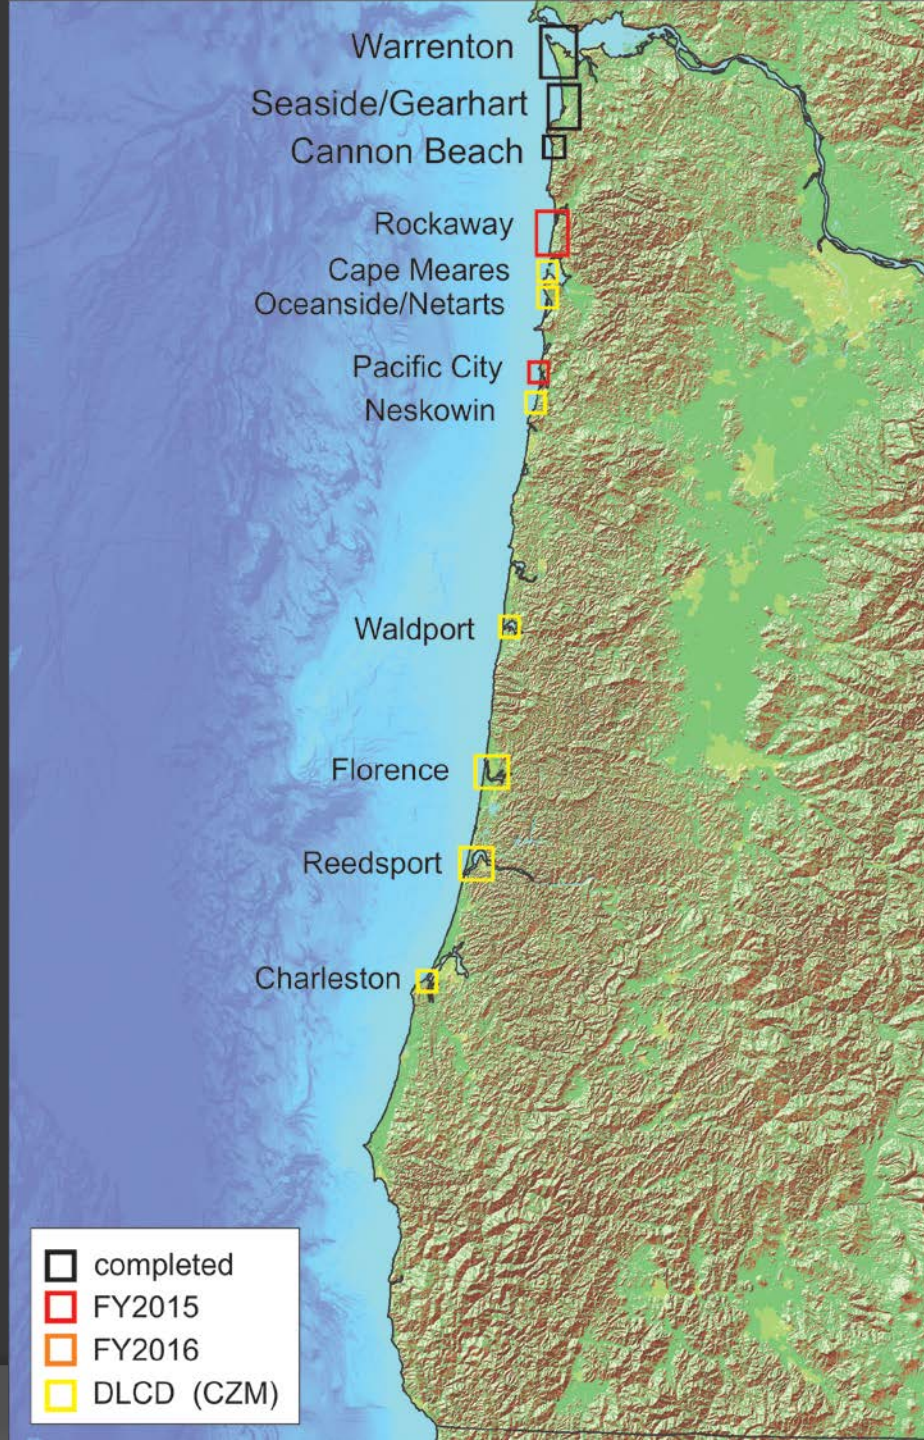 Warrenton
Seaside/Gearhart
Cannon Beach
Rockaway
Cape Meares
Oceanside/Netarts
Pacific City
Neskowin
Waldport
Florence
Reedsport
Charleston
completed
FY2015
FY2016
DLCD (CZM)